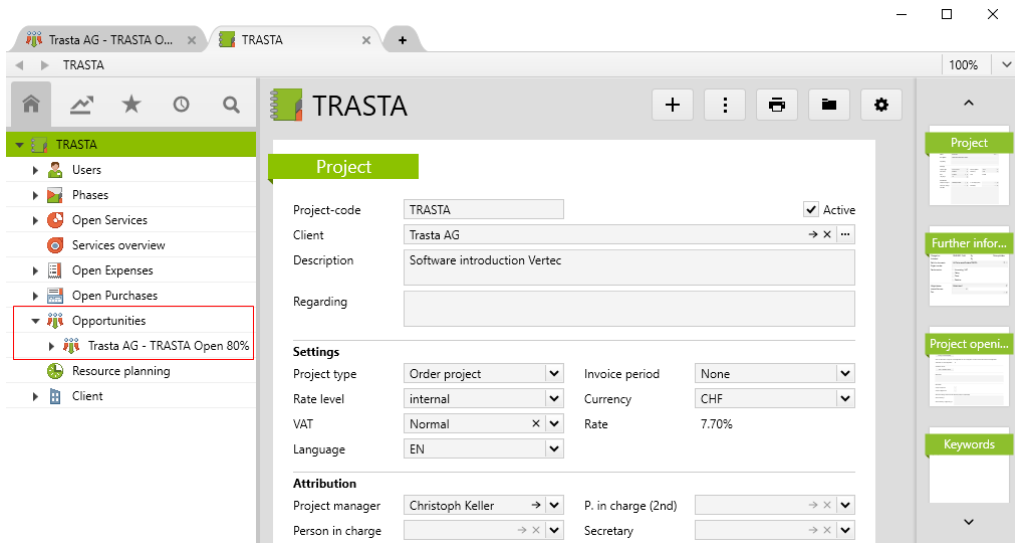 Trasta AG - TRASTA O...
TRASTA
TRASTA
100%
TRASTA
Users
Phases
Open Services
Services overview
Open Expenses
Open Purchases
Opportunities
Trasta AG - TRASTA Open 80%
Resource planning
Client
TRASTA
Project
Project-code TRASTA Active
Client Trasta AG
Description Software introduction Vertec
Regarding
Settings
Project type Order project Invoice period None
Rate level internal Currency CHF
VAT Normal Rate 7.70%
Language EN
Attribution
Project manager Christoph Keller P. in charge (2nd)
Person in charge Secretary
Project
Further infor...
Project openi...
Keywords